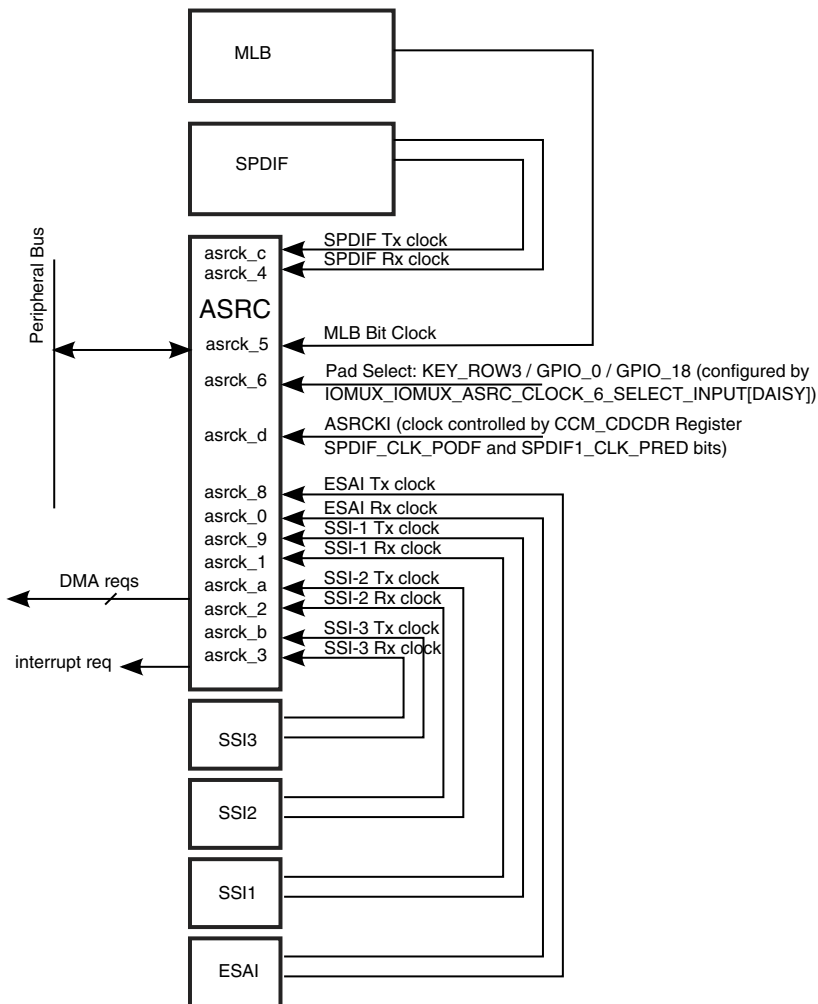 MLB
SPDIF
Peripheral Bus
asrck_c
SPDIF Tx clock
asrck_4
SPDIF Rx clock
ASRC
asrck_5
MLB Bit Clock
asrck_6
Pad Select: KEY_ROW3 / GPIO_0 / GPIO_18 (configured by
IOMUX_IOMUX_ASRC_CLOCK_6_SELECT_INPUT[DAISY])
asrck_d
ASRCKI (clock controlled by CCM_CDCDR Register
SPDIF_CLK_PODF and SPDIF1_CLK_PRED bits)
asrck_8
ESAI Tx clock
asrck_0
ESAI Rx clock
asrck_9
SSI-1 Tx clock
asrck_1
SSI-1 Rx clock
DMA reqs
asrck_a
SSI-2 Tx clock
asrck_2
SSI-2 Rx clock
asrck_b
SSI-3 Tx clock
asrck_3
SSI-3 Rx clock
interrupt req
SSI3
SSI2
SSI1
ESAI